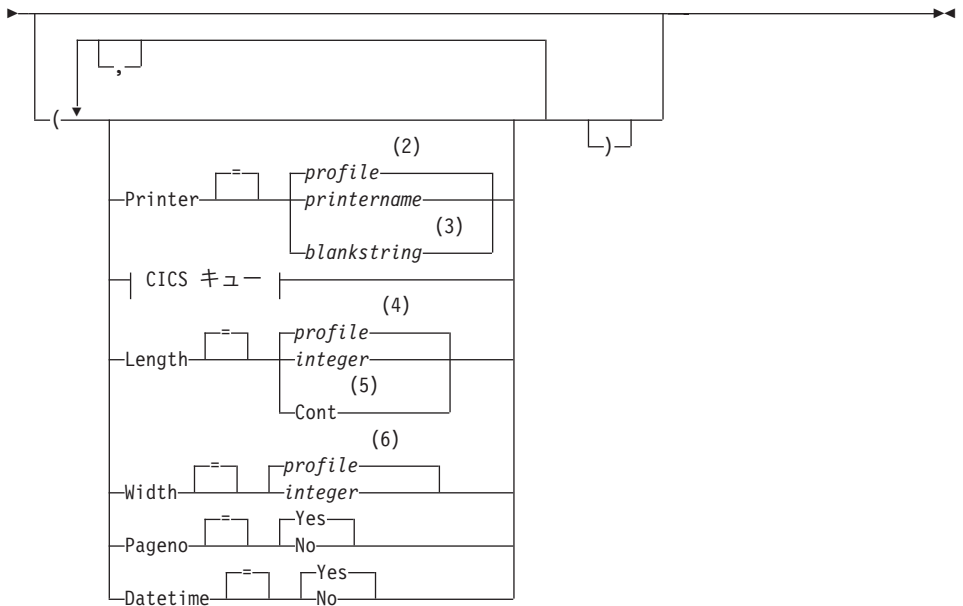 ,
( )
(2)
= profile
Printer printername
(3)
blankstring
CICS キュー
(4)
= profile
Length integer
(5)
Cont
(6)
= profile
Width integer
= Yes
Pageno No
= Yes
Datetime No